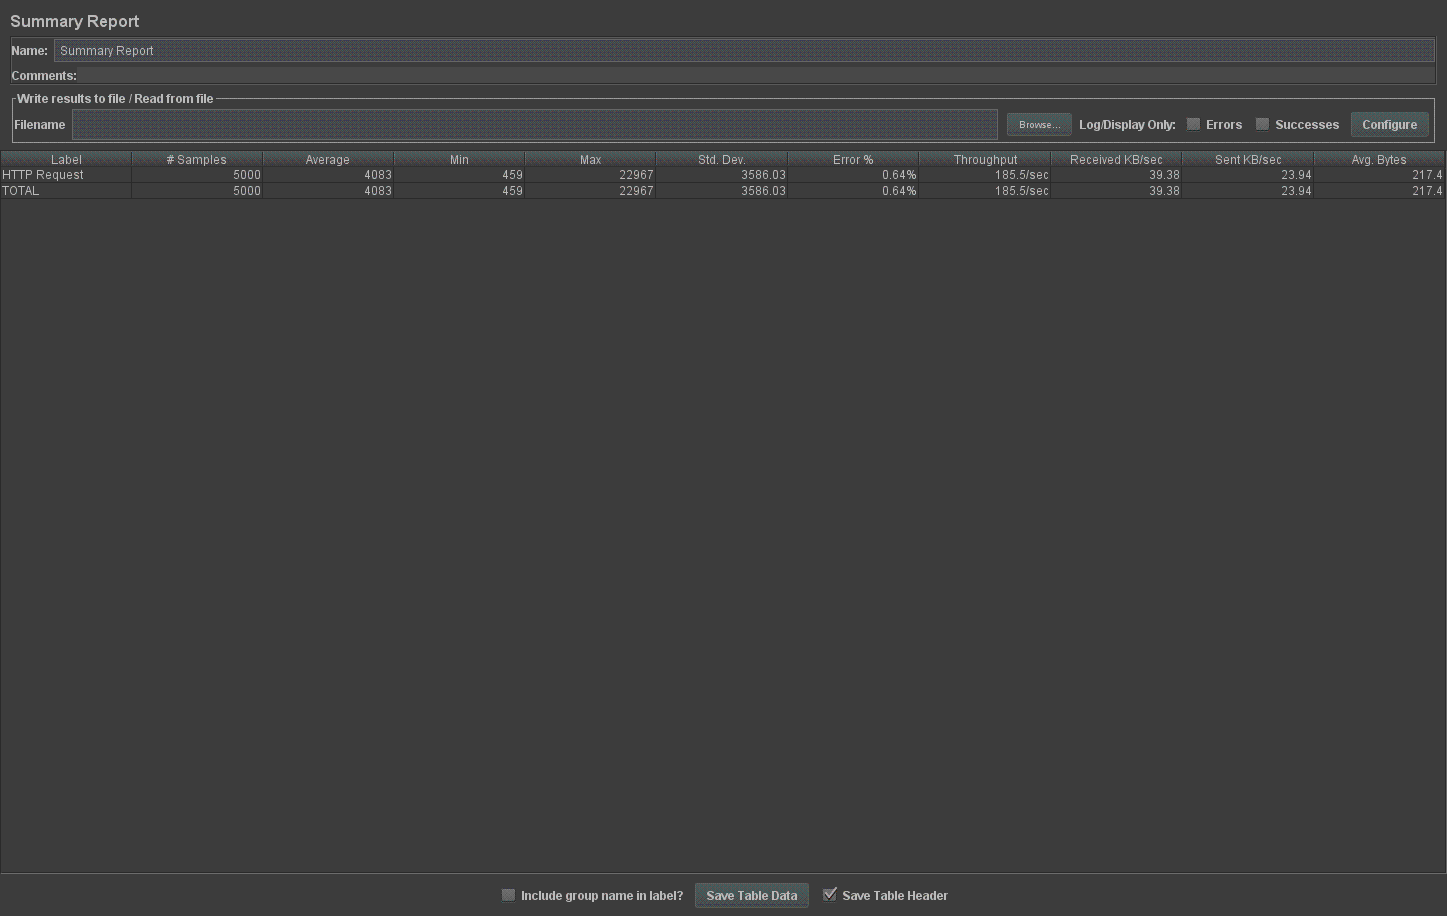 Summary Report
Name: Summary Report
Comments:
Write results to file / Read from file
Filename Browse... Log/Display Only: Errors Successes Configure
Label # Samples Average Min Max Std. Dev. Error % Throughput Received KB/sec Sent KB/sec Avg. Bytes
HTTP Request 5000 4083 459 22967 3586.03 0.64% 185.5/sec 39.38 23.94 217.4
TOTAL 5000 4083 459 22967 3586.03 0.64% 185.5/sec 39.38 23.94 217.4
Include group name in label? Save Table Data Save Table Header